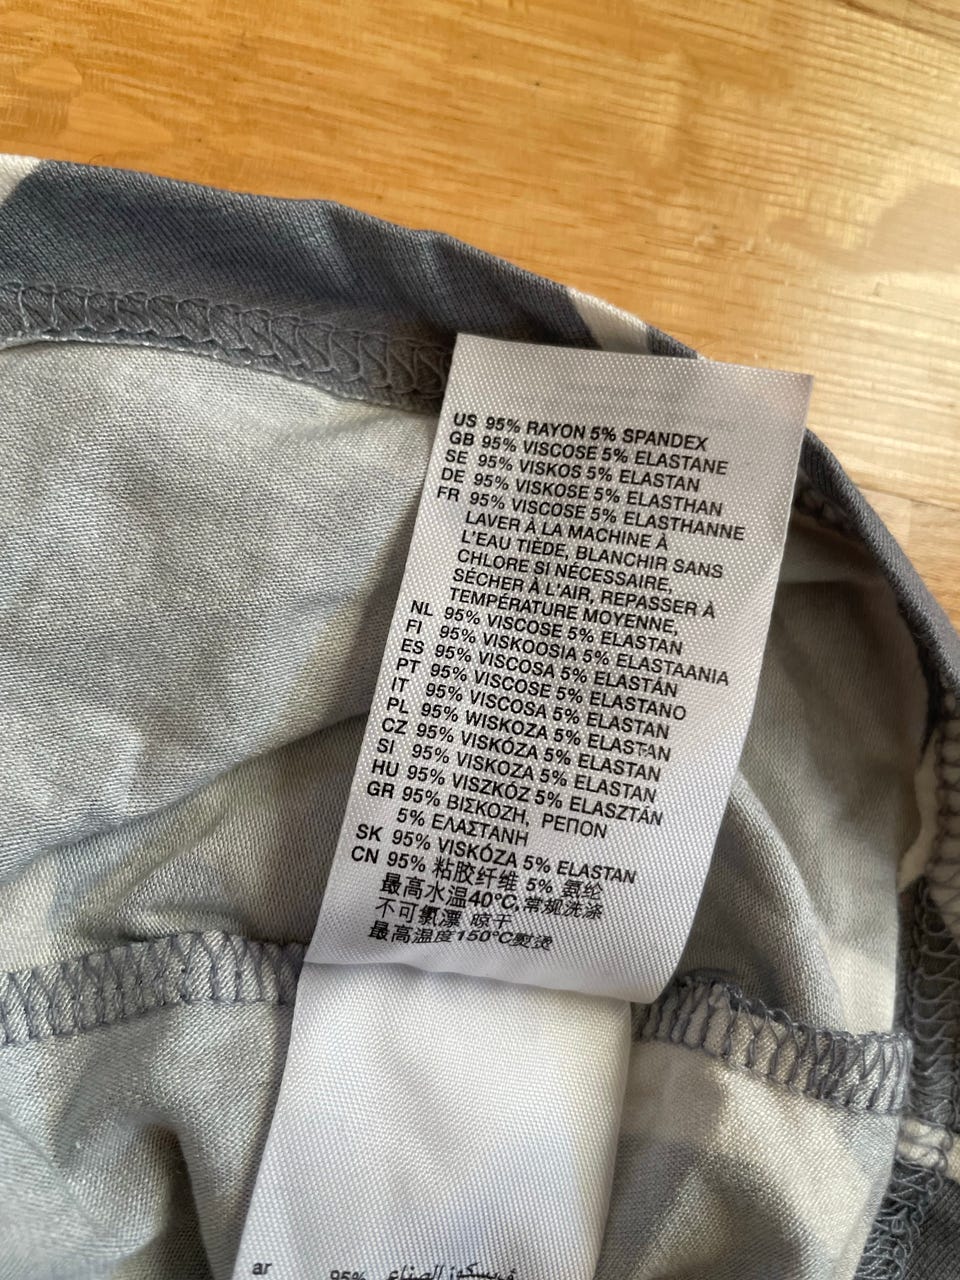 US 95% RAYON 5% SPANDEX
GB 95% VISCOSE 5% ELASTANE
SE 95% VISKOS 5% ELASTAN
DE 95% VISKOSE 5% ELASTHAN
FR 95% VISCOSE 5% ELASTHANNE
LAVER À LA MACHINE À
L'EAU TIÈDE, BLANCHIR SANS
CHLORE SI NÉCESSAIRE,
SÉCHER À L'AIR, REPASSER À
TEMPÉRATURE MOYENNE,
NL 95% VISCOSE 5% ELASTAN
FI 95% VISKOOSIA 5% ELASTAANIA
ES 95% VISCOSA 5% ELASTÁN
PT 95% VISCOSE 5% ELASTANO
IT 95% VISCOSA 5% ELASTAN
PL 95% WISKOZA 5% ELASTAN
CZ 95% VISKÓZA 5% ELASTAN
SI 95% VISKOZA 5% ELASTAN
HU 95% VISZKÓZ 5% ELASZTÁN
GR 95% ΒΙΣΚΟΖΗ, ΡΕΠΟΝ
5% ΕΛΑΣΤΑΝΗ
SK 95% VISKÓZA 5% ELASTAN
CN 95% 粘胶纤维 5% 氨纶
最高水温40°C,常规洗涤
不可氯漂 晾干
最高温度150°C熨烫
ar 95% فيسكوز الصناع